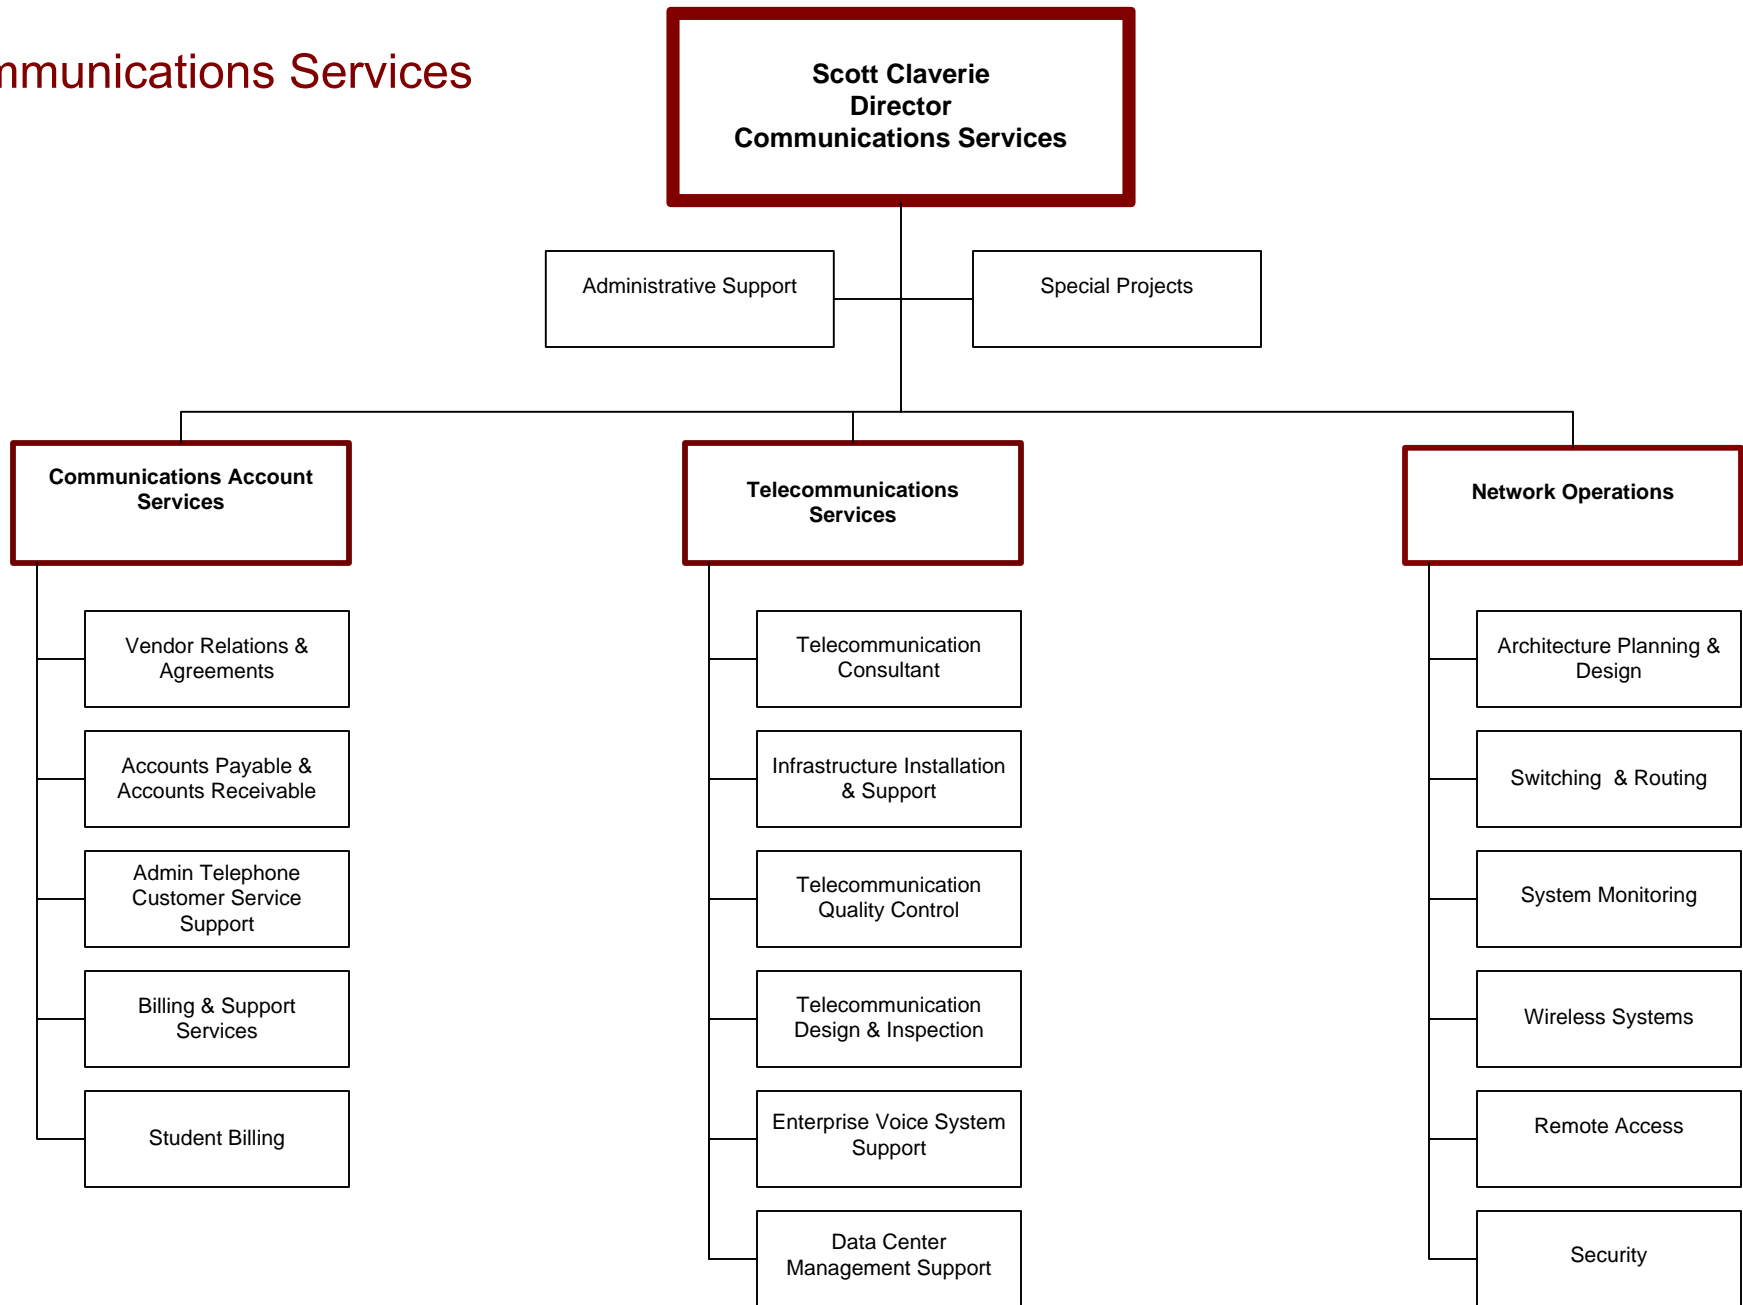 mmunications Services
Scott Claverie
Director
Communications Services
Administrative Support
Special Projects
Communications Account
Services
Telecommunications
Services
Network Operations
Vendor Relations &
Agreements
Accounts Payable &
Accounts Receivable
Admin Telephone
Customer Service
Support
Billing & Support
Services
Student Billing
Telecommunication
Consultant
Infrastructure Installation
& Support
Telecommunication
Quality Control
Telecommunication
Design & Inspection
Enterprise Voice System
Support
Data Center
Management Support
Architecture Planning &
Design
Switching  & Routing
System Monitoring
Wireless Systems
Remote Access
Security